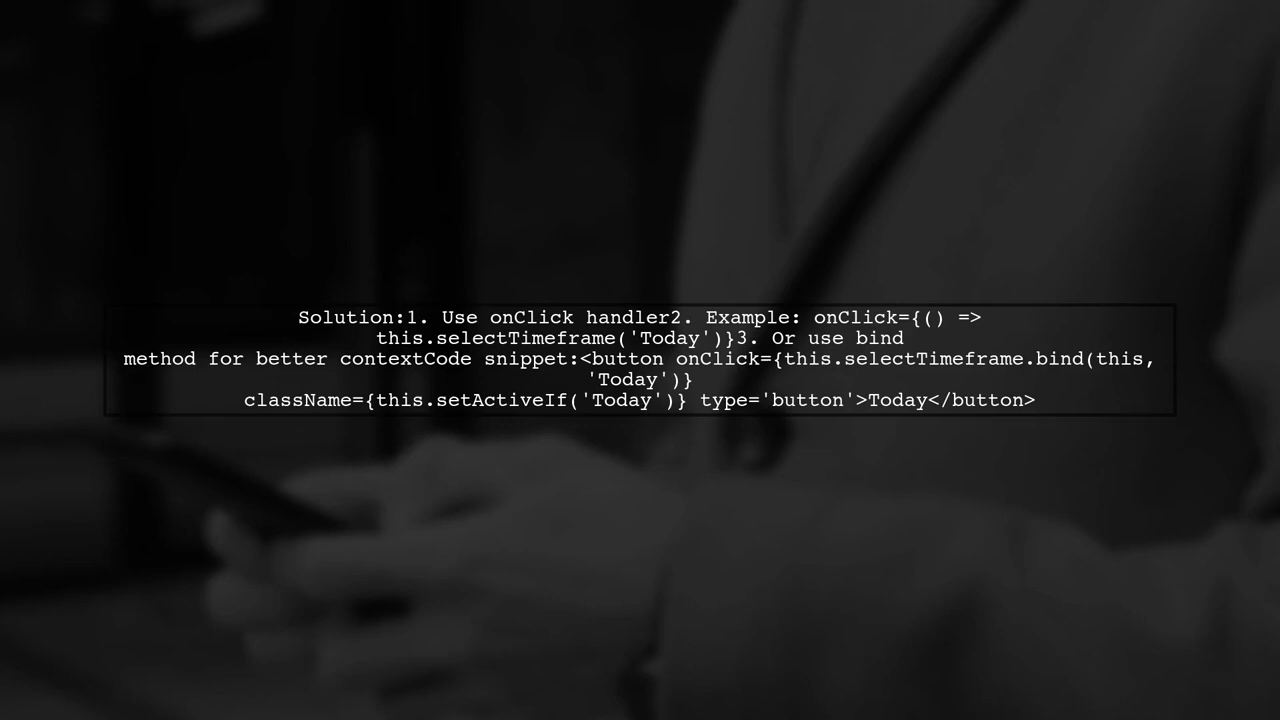 Solution:1. Use onClick handler2. Example: onClick={() =>
this.selectTimeframe('Today')}3. Or use bind
method for better contextCode snippet:<button onClick={this.selectTimeframe.bind(this,
'Today')}
className={this.setActiveIf('Today')} type='button'>Today</button>